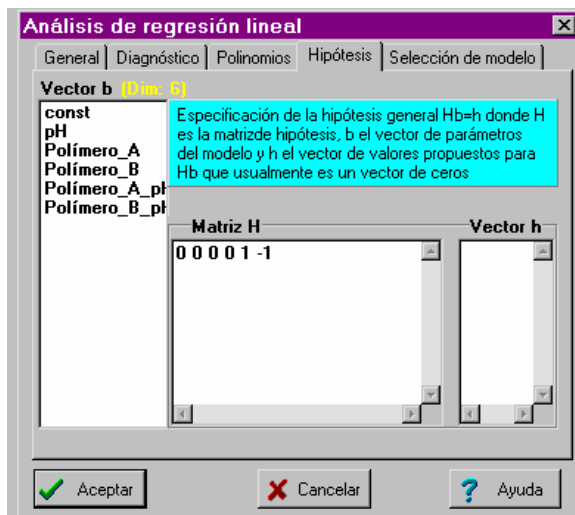 Análisis de regresión lineal
General Diagnóstico Polinomios Hipótesis Selección de modelo
Vector b (Dim: 6)
const
pH
Polímero_A
Polímero_B
Polímero_A_pH
Polímero_B_pH
Especificación de la hipótesis general Hb=h donde H
es la matrizde hipótesis, b el vector de parámetros
del modelo y h el vector de valores propuestos para
Hb que usualmente es un vector de ceros
Matriz H
0 0 0 0 1 -1
Vector h
Aceptar Cancelar Ayuda